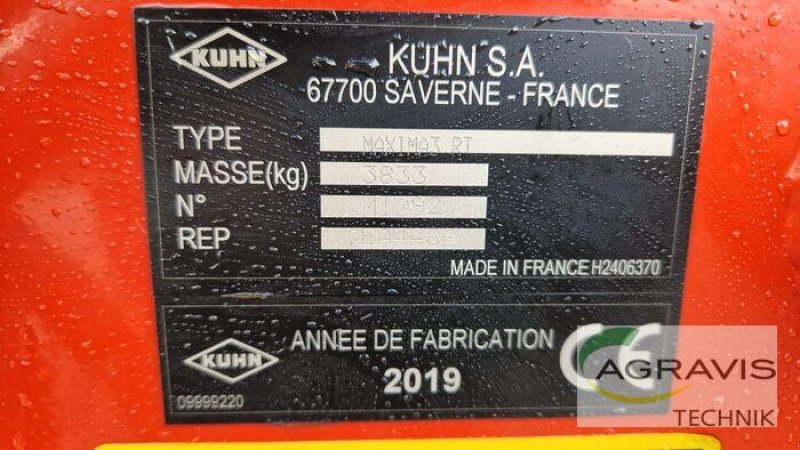 KUHN
KUHN S.A.
67700 SAVERNE - FRANCE
TYPE MAXIMA3 RT
MASSE(kg) 3833
N°
REP
MADE IN FRANCE H2406370
KUHN
ANNEE DE FABRICATION
2019
CE
09999220
AGRAVIS
TECHNIK